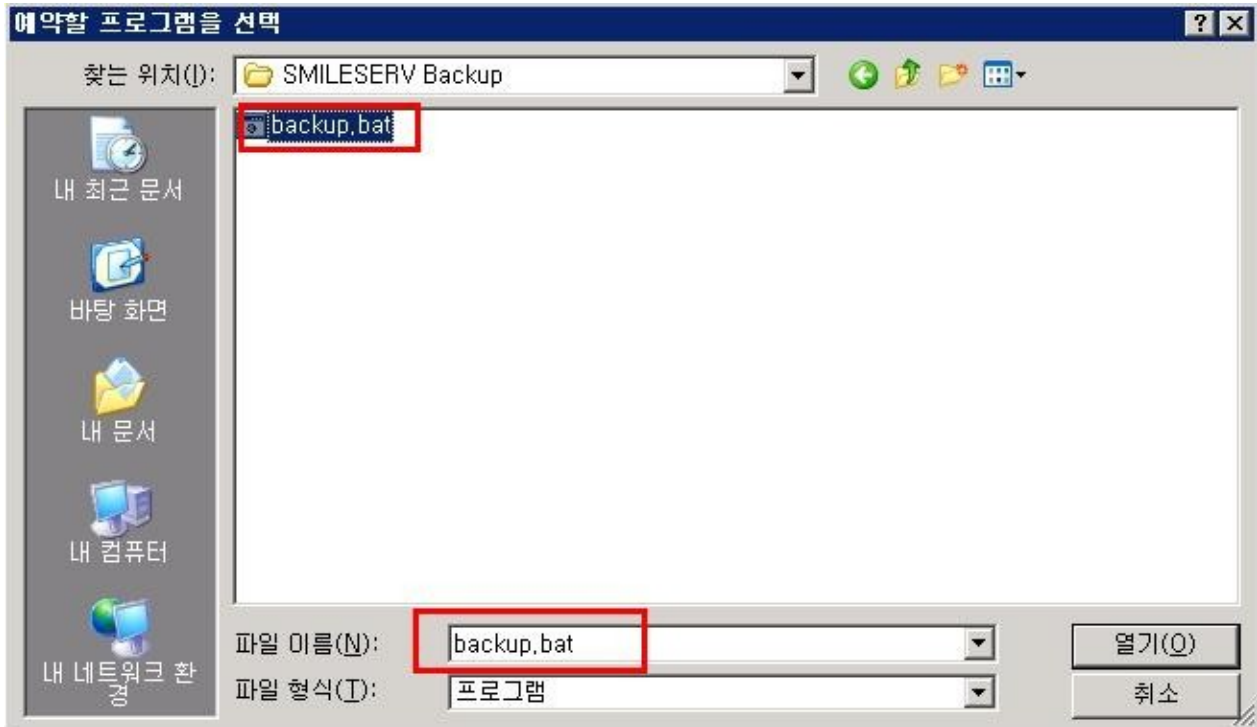 예약할 프로그램을 선택
찾는 위치(I):
SMILESERV Backup
backup.bat
내 최근 문서
바탕 화면
내 문서
내 컴퓨터
내 네트워크 환
경
파일 이름(N):
backup.bat
열기(O)
파일 형식(T):
프로그램
취소